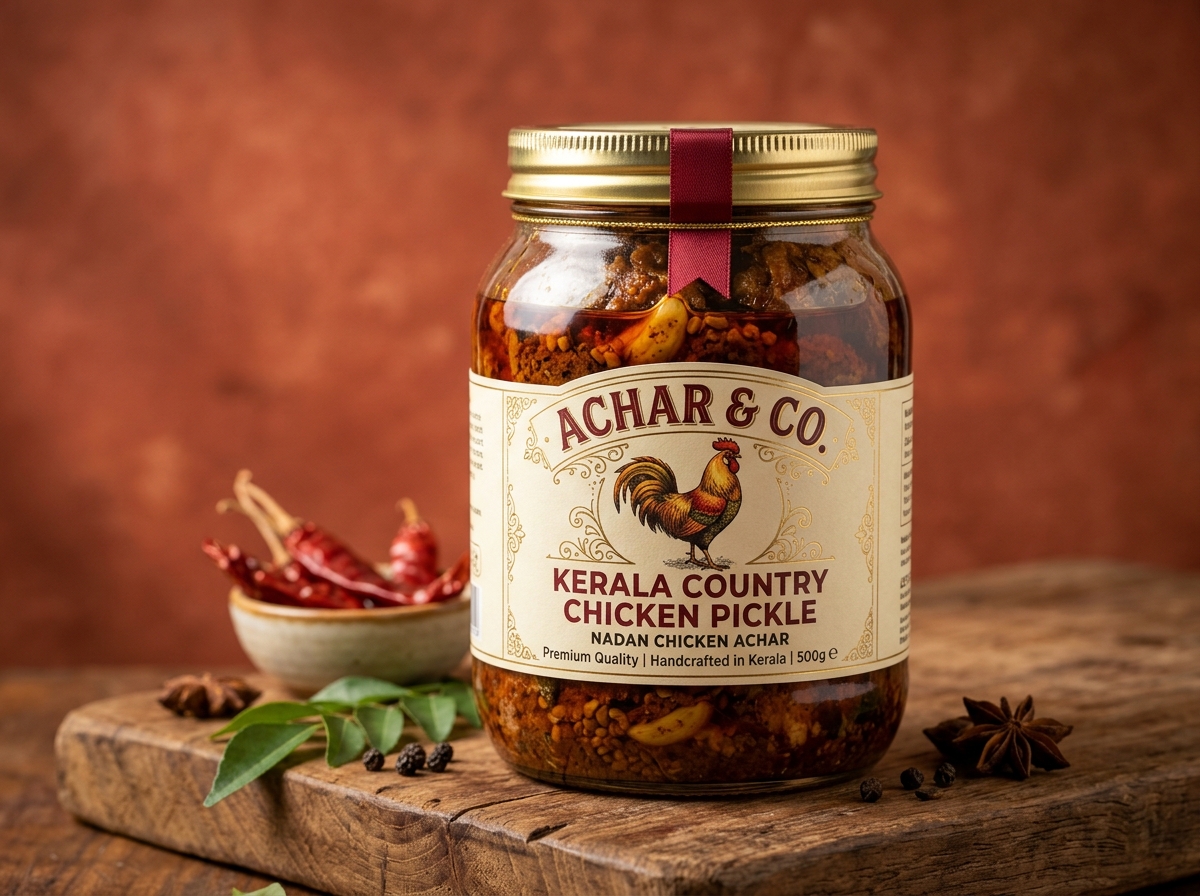 ACHAR & CO.
KERALA COUNTRY
CHICKEN PICKLE
NADAN CHICKEN ACHAR
Premium Quality | Handcrafted in Kerala | 500g ℮